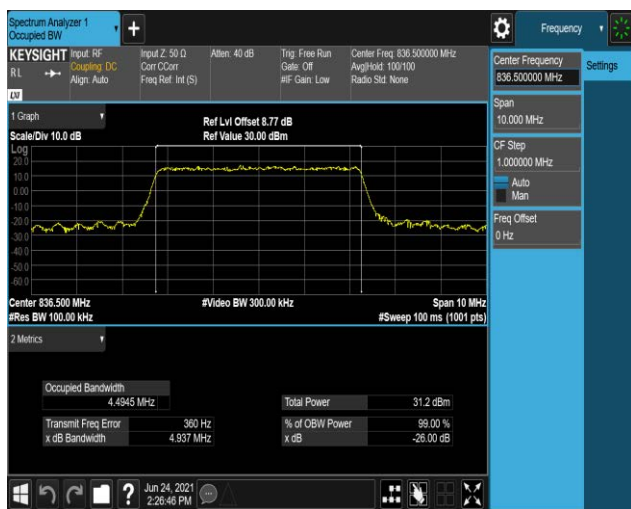 Spectrum Analyzer 1
Occupied BW
+
Frequency
KEYSIGHT
RL
LXI
Input: RF
Coupling: DC
Align: Auto
Input Z: 50 Ω
Corr CCorr
Freq Ref: Int (S)
Atten: 40 dB
Trig: Free Run
Gate: Off
#IF Gain: Low
Center Freq: 836.500000 MHz
Avg|Hold: 100/100
Radio Std: None
Center Frequency
836.500000 MHz
Settings
Span
10.000 MHz
CF Step
1.000000 MHz
Auto
Man
Freq Offset
0 Hz
1 Graph
Scale/Div 10.0 dB
Ref Lvl Offset 8.77 dB
Ref Value 30.00 dBm
Log
20.0
10.0
0.00
-10.0
-20.0
-30.0
-40.0
-50.0
-60.0
Center 836.500 MHz
#Video BW 300.00 kHz
Span 10 MHz
#Res BW 100.00 kHz
#Sweep 100 ms (1001 pts)
2 Metrics
Occupied Bandwidth
4.4945 MHz
Total Power 31.2 dBm
Transmit Freq Error 360 Hz
% of OBW Power 99.00 %
x dB Bandwidth 4.937 MHz
x dB -26.00 dB
?
Jun 24, 2021
2:26:46 PM